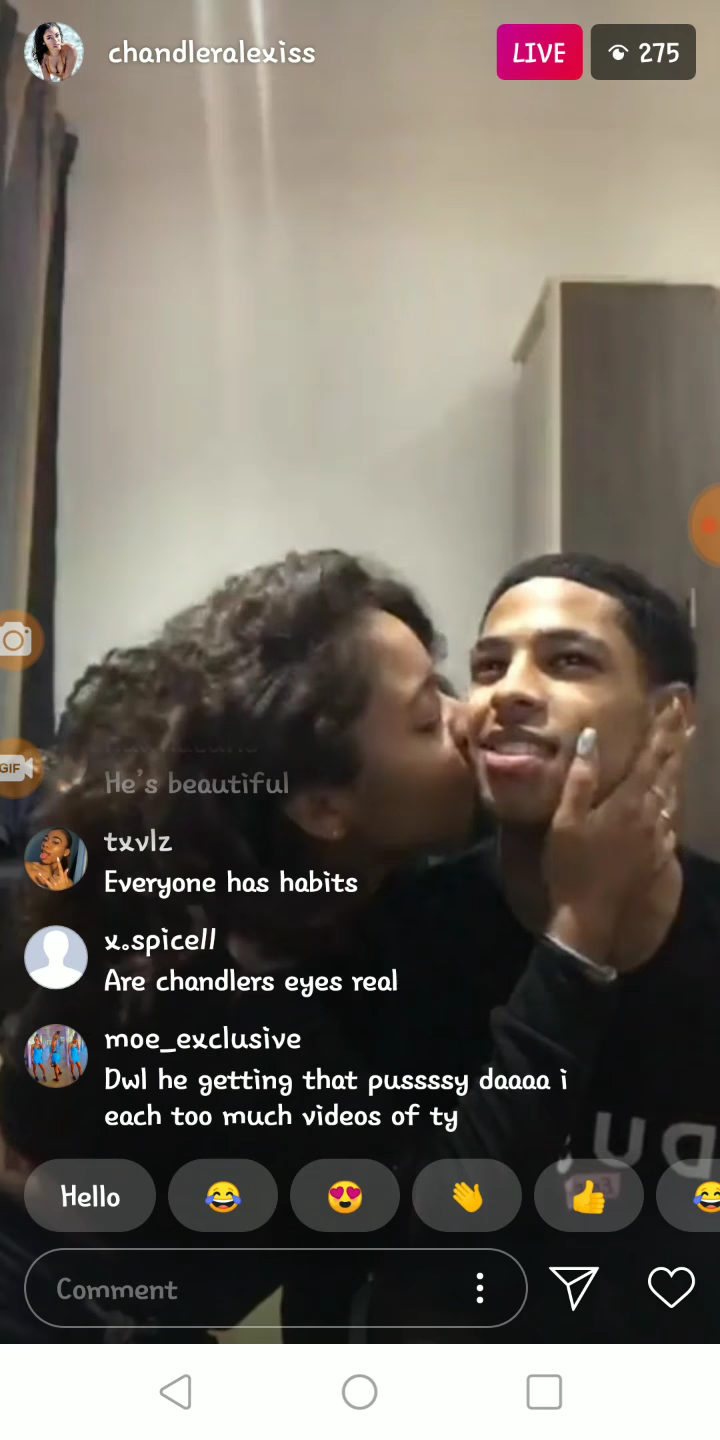 chandleralexiss
LIVE
275
He's beautiful
txvlz
Everyone has habits
x.spicell
Are chandlers eyes real
moe_exclusive
Dwl he getting that pussssy daaaa i
each too much videos of ty
Hello
Comment
GIF